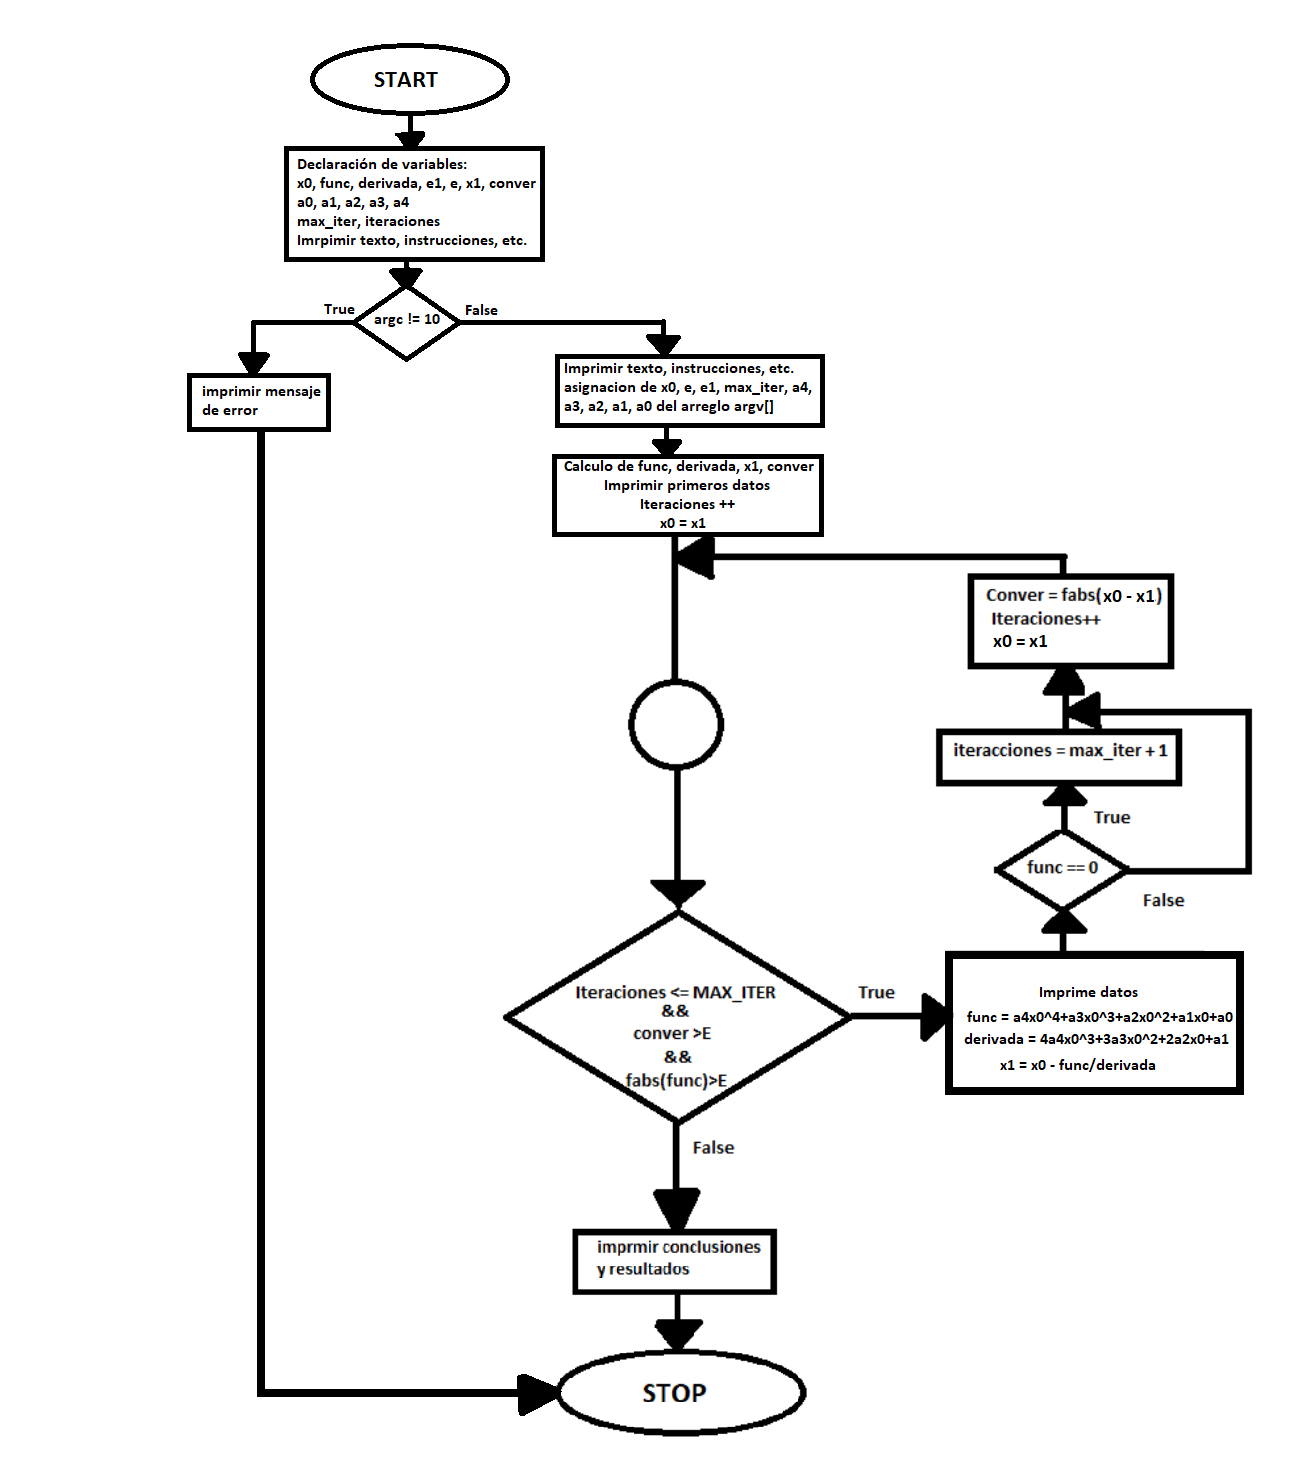 START
Declaración de variables:
x0, func, derivada, e1, e, x1, conver
a0, a1, a2, a3, a4
max_iter, iteraciones
Imrpimir texto, instrucciones, etc.
True
argc != 10
False
imprimir mensaje
de error
Imprimir texto, instrucciones, etc.
asignacion de x0, e, e1, max_iter, a4,
a3, a2, a1, a0 del arreglo argv[]
Calculo de func, derivada, x1, conver
Imprimir primeros datos
Iteraciones ++
x0 = x1
Conver = fabs(x0 - x1)
Iteraciones++
x0 = x1
iteracciones = max_iter + 1
True
func == 0
False
Iteraciones <= MAX_ITER
&&
conver >E
&&
fabs(func)>E
True
Imprime datos
func = a4x0^4+a3x0^3+a2x0^2+a1x0+a0
derivada = 4a4x0^3+3a3x0^2+2a2x0+a1
x1 = x0 - func/derivada
False
imprmir conclusiones
y resultados
STOP